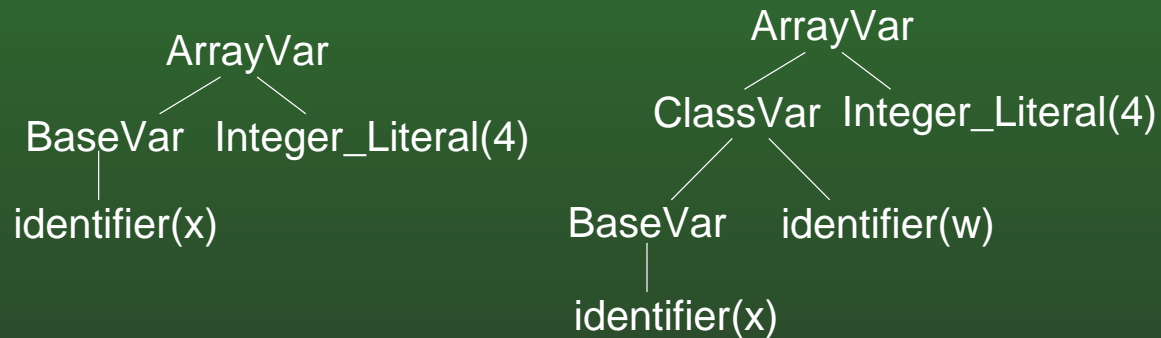 ArrayVar
BaseVar Integer_Literal(4)
identifier(x)
ArrayVar
ClassVar Integer_Literal(4)
BaseVar identifier(w)
identifier(x)